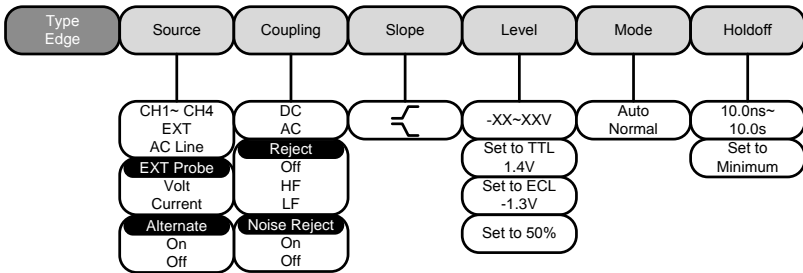 Type
Edge
Source
Coupling
Slope
Level
Mode
Holdoff
CH1~ CH4
EXT
AC Line
EXT Probe
Volt
Current
Alternate
On
Off
DC
AC
Reject
Off
HF
LF
Noise Reject
On
Off
-XX~XXV
Set to TTL
1.4V
Set to ECL
-1.3V
Set to 50%
Auto
Normal
10.0ns~
10.0s
Set to
Minimum